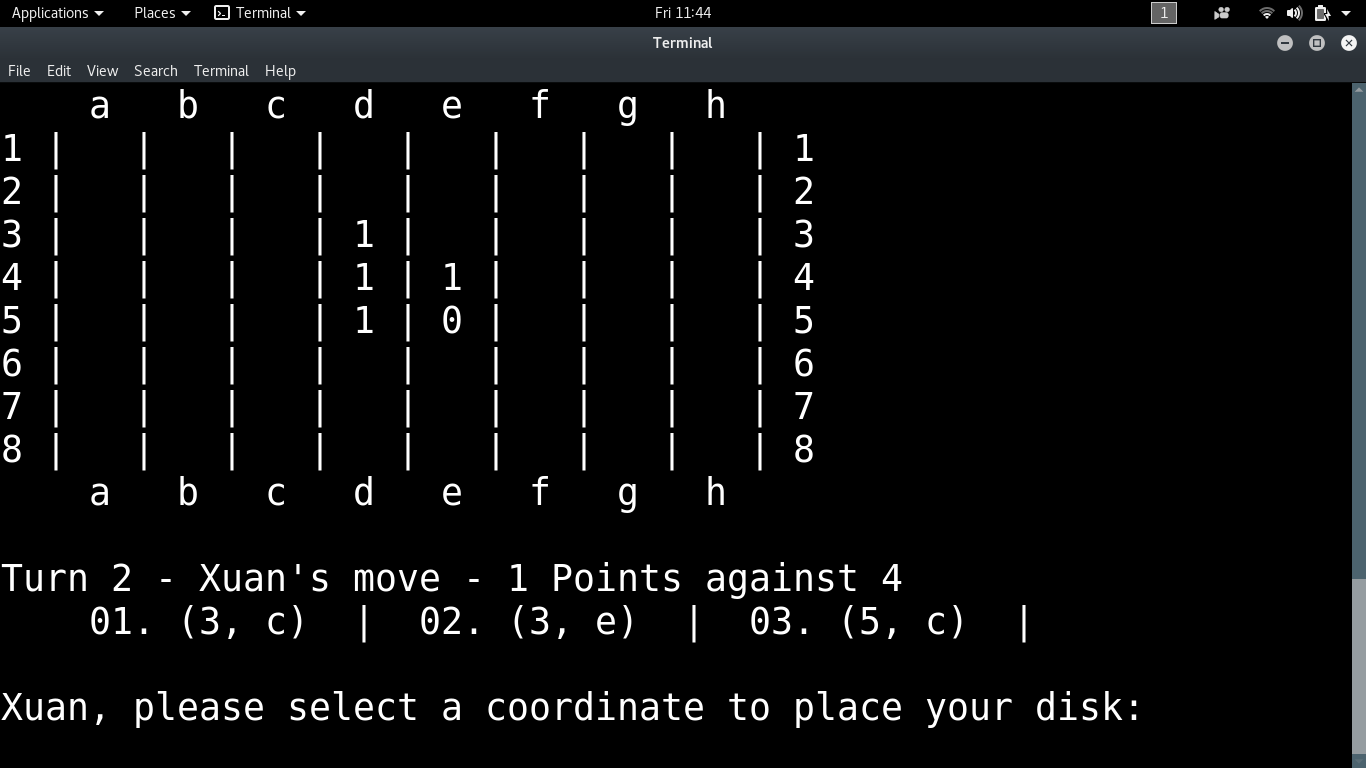 Applications Places Terminal Fri 11:44 1
Terminal
File Edit View Search Terminal Help
    a   b   c   d   e   f   g   h
1 |   |   |   |   |   |   |   |   | 1
2 |   |   |   |   |   |   |   |   | 2
3 |   |   |   | 1 |   |   |   |   | 3
4 |   |   |   | 1 | 1 |   |   |   | 4
5 |   |   |   | 1 | 0 |   |   |   | 5
6 |   |   |   |   |   |   |   |   | 6
7 |   |   |   |   |   |   |   |   | 7
8 |   |   |   |   |   |   |   |   | 8
    a   b   c   d   e   f   g   h
Turn 2 - Xuan's move - 1 Points against 4
    01. (3, c)  |  02. (3, e)  |  03. (5, c)  |
Xuan, please select a coordinate to place your disk: